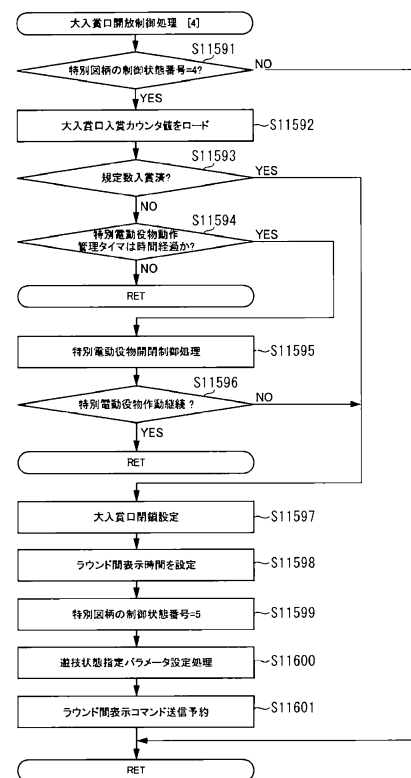 大入賞口開放制御処理 [4]
S11591
特別図柄の制御状態番号=4?
NO
YES
大入賞口入賞カウンタ値をロード
S11592
S11593
規定数入賞済?
YES
NO
S11594
特別電動役物動作
管理タイマは時間経過か?
YES
NO
RET
特別電動役物開閉制御処理
S11595
S11596
特別電動役物作動継続?
NO
YES
RET
大入賞口閉鎖設定
S11597
ラウンド間表示時間を設定
S11598
特別図柄の制御状態番号=5
S11599
遊技状態指定パラメータ設定処理
S11600
ラウンド間表示コマンド送信予約
S11601
RET